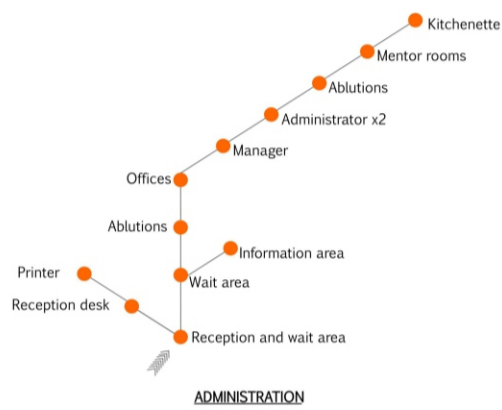 Kitchenette
Mentor rooms
Ablutions
Administrator x2
Manager
Offices
Ablutions
Information area
Printer
Wait area
Reception desk
Reception and wait area
ADMINISTRATION